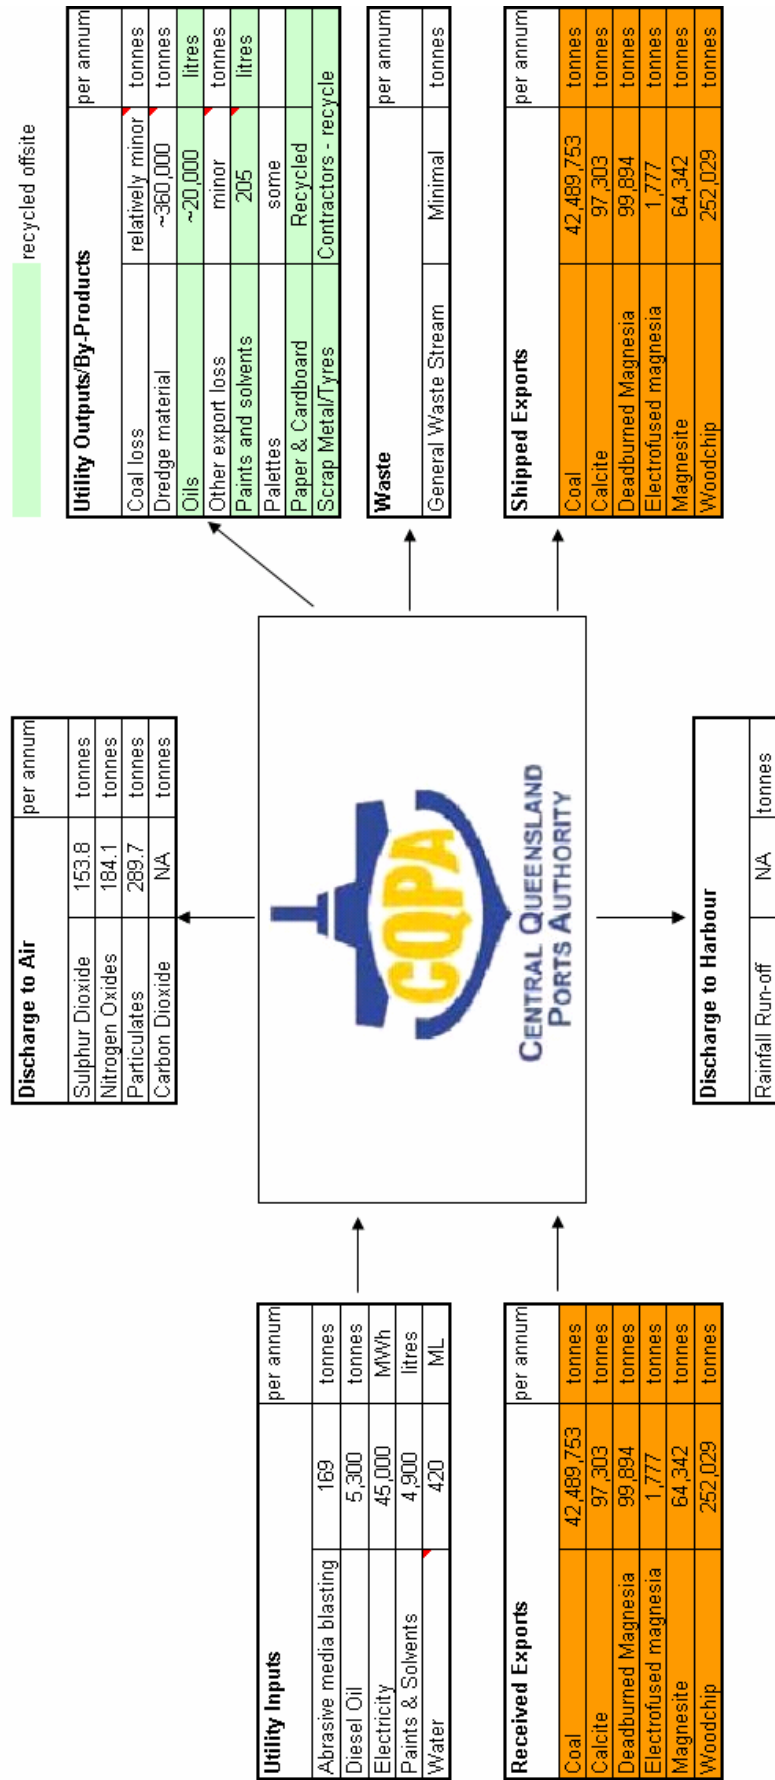 recycled offsite
Discharge to Air per annum
Sulphur Dioxide 153.8 tonnes
Nitrogen Oxides 184.1 tonnes
Particulates 289.7 tonnes
Carbon Dioxide NA tonnes
Utility Outputs/By-Products per annum
Coal loss relatively minor tonnes
Dredge material ~360,000 tonnes
Oils ~20,000 litres
Other export loss minor tonnes
Paints and solvents 205 litres
Palettes some
Paper & Cardboard Recycled
Scrap Metal/Tyres Contractors - recycle
Utility Inputs per annum
Abrasive media blasting 169 tonnes
Diesel Oil 5,300 tonnes
Electricity 45,000 MWh
Paints & Solvents 4,900 litres
Water 420 ML
CQPA
CENTRAL QUEENSLAND
PORTS AUTHORITY
Waste per annum
General Waste Stream Minimal tonnes
Received Exports per annum
Coal 42,489,753 tonnes
Calcite 97,303 tonnes
Deadburned Magnesia 99,894 tonnes
Electrofused magnesia 1,777 tonnes
Magnesite 64,342 tonnes
Woodchip 252,029 tonnes
Shipped Exports per annum
Coal 42,489,753 tonnes
Calcite 97,303 tonnes
Deadburned Magnesia 99,894 tonnes
Electrofused magnesia 1,777 tonnes
Magnesite 64,342 tonnes
Woodchip 252,029 tonnes
Discharge to Harbour
Rainfall Run-off NA tonnes